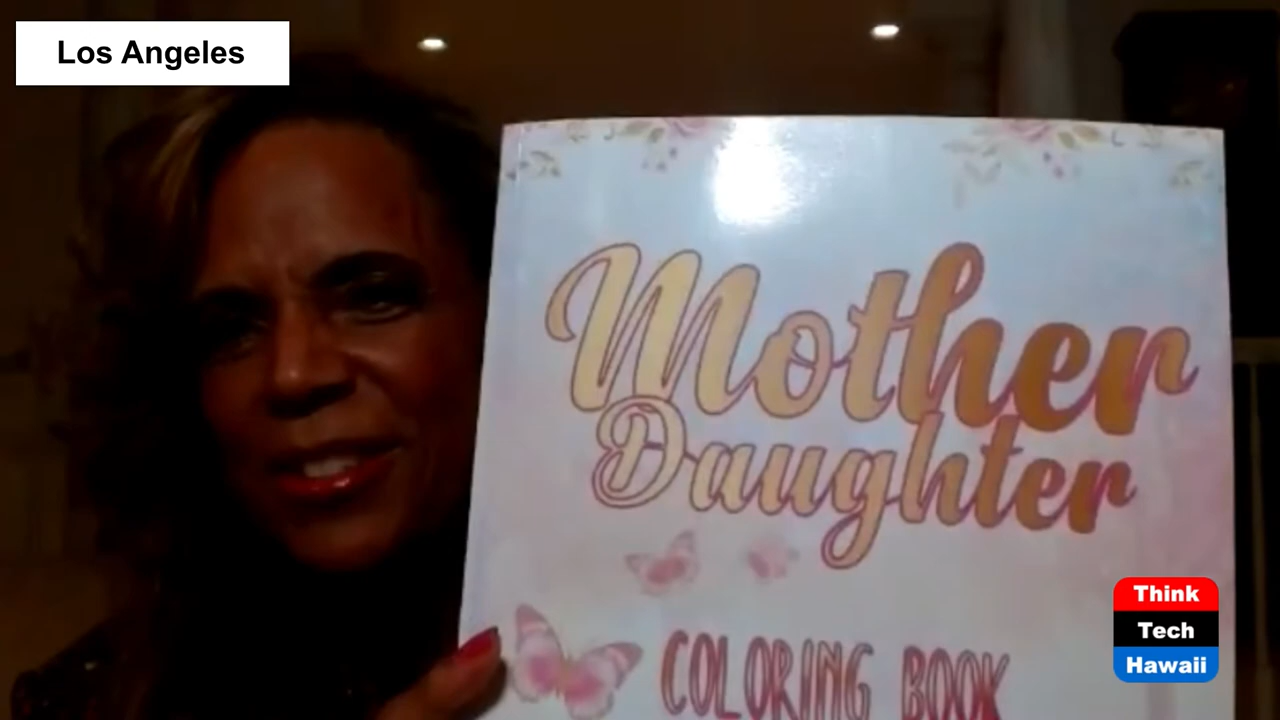 Los Angeles
Mother
Daughter
COLORING BOOK
Think
Tech
Hawaii